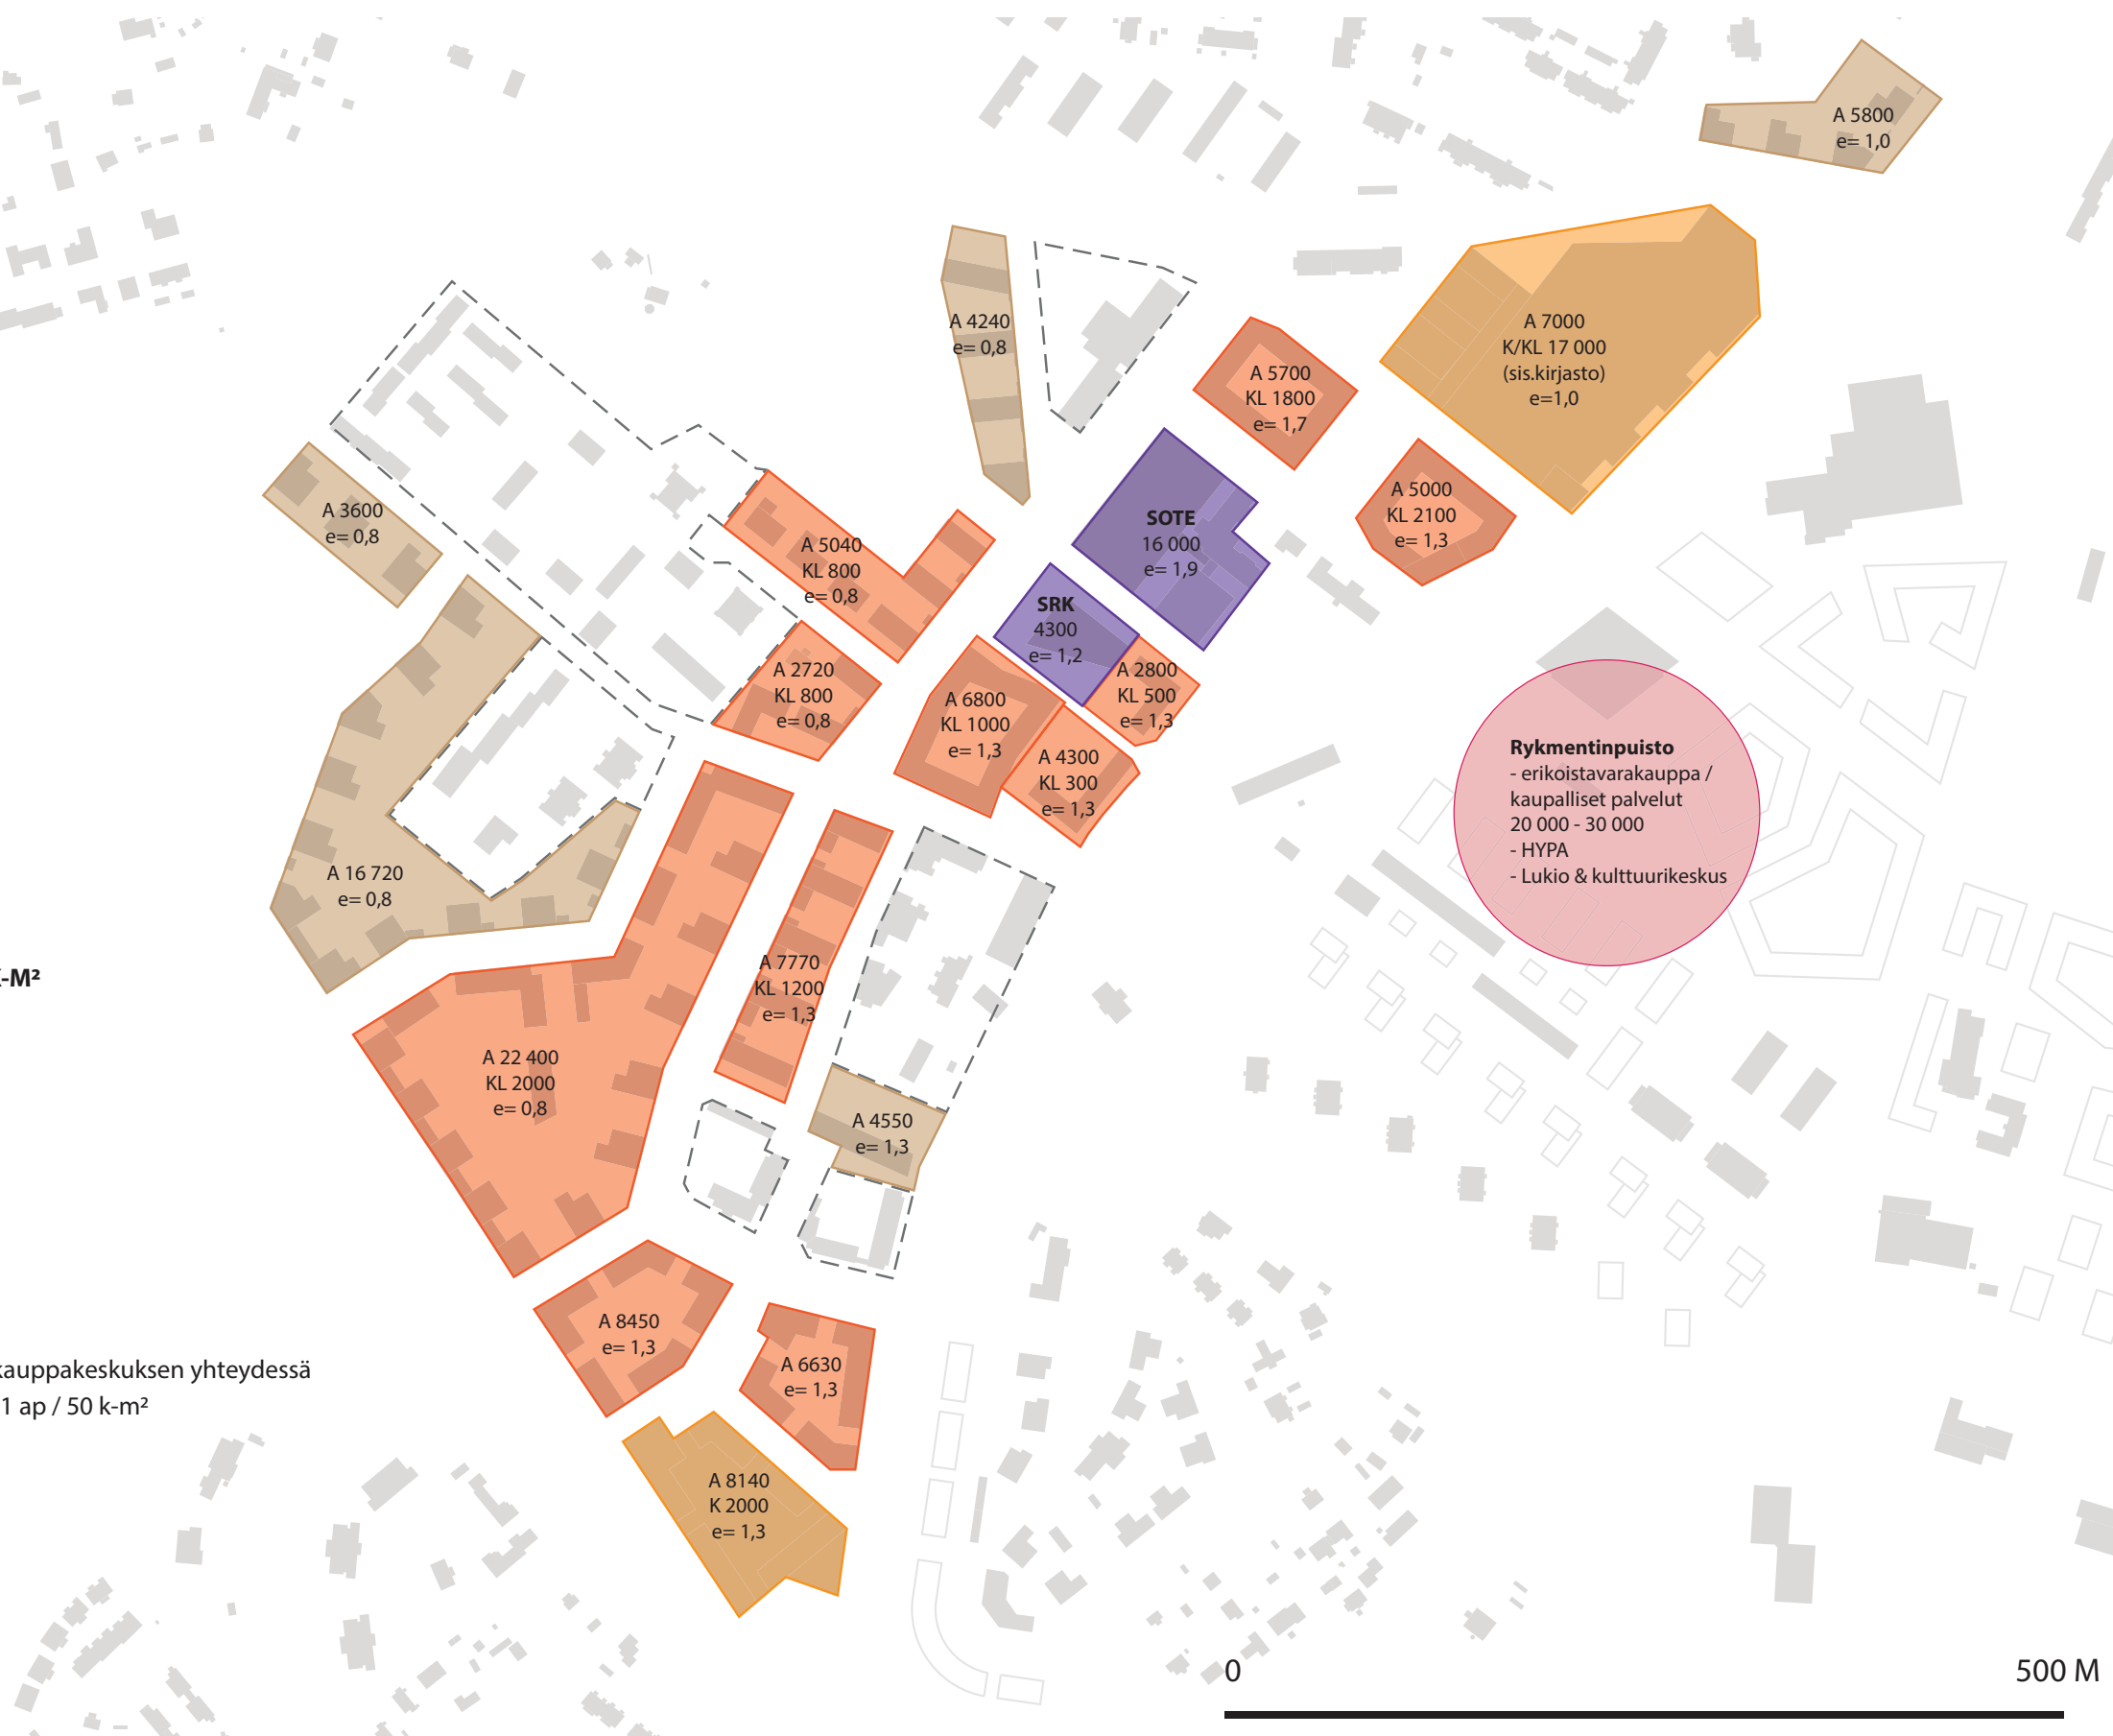 A 5800
e= 1,0
A 4240
e= 0,8
A 7000
K/KL 17 000
(sis.kirjasto)
e=1,0
A 5700
KL 1800
e= 1,7
A 3600
e= 0,8
A 5040
KL 800
e= 0,8
SOTE
16 000
e= 1,9
A 5000
KL 2100
e= 1,3
SRK
4300
e= 1,2
A 2720
KL 800
e= 0,8
A 6800
KL 1000
e= 1,3
A 2800
KL 500
e= 1,3
A 4300
KL 300
e= 1,3
Rykmentinpuisto
- erikoistavarakauppa /
kaupalliset palvelut
20 000 - 30 000
- HYPA
- Lukio & kulttuurikeskus
A 16 720
e= 0,8
-M²
A 7770
KL 1200
e= 1,3
A 22 400
KL 2000
e= 0,8
A 4550
e= 1,3
A 8450
e= 1,3
A 6630
e= 1,3
kauppakeskuksen yhteydessä
1 ap / 50 k-m²
A 8140
K 2000
e= 1,3
0 500 M